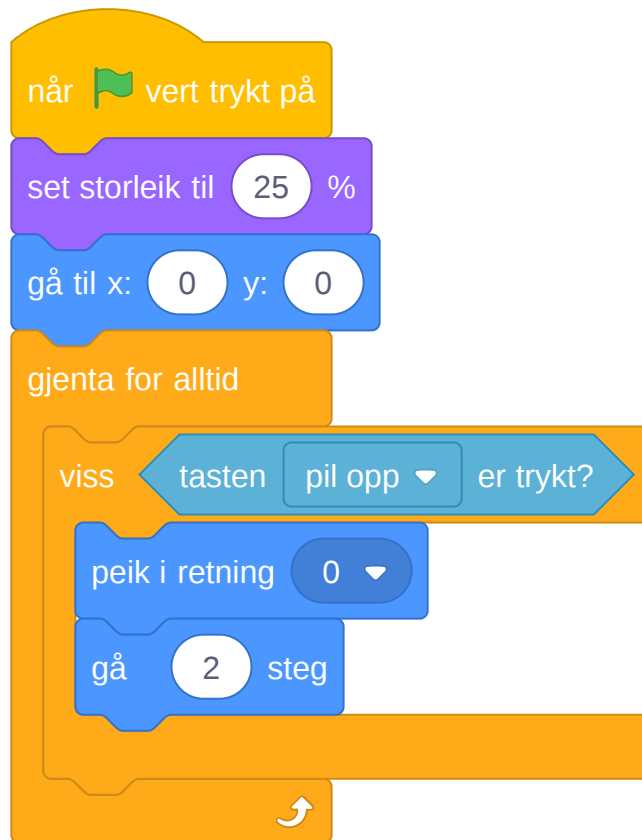 når vert trykt på
set storleik til 25 %
gå til x: 0 y: 0
gjenta for alltid
viss tasten pil opp er trykt?
peik i retning 0
gå 2 steg